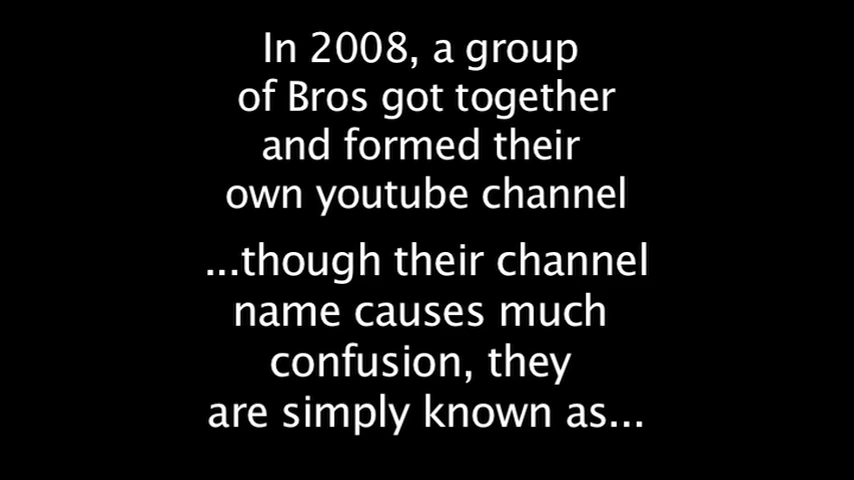 In 2008, a group
of Bros got together
and formed their
own youtube channel
...though their channel
name causes much
confusion, they
are simply known as...